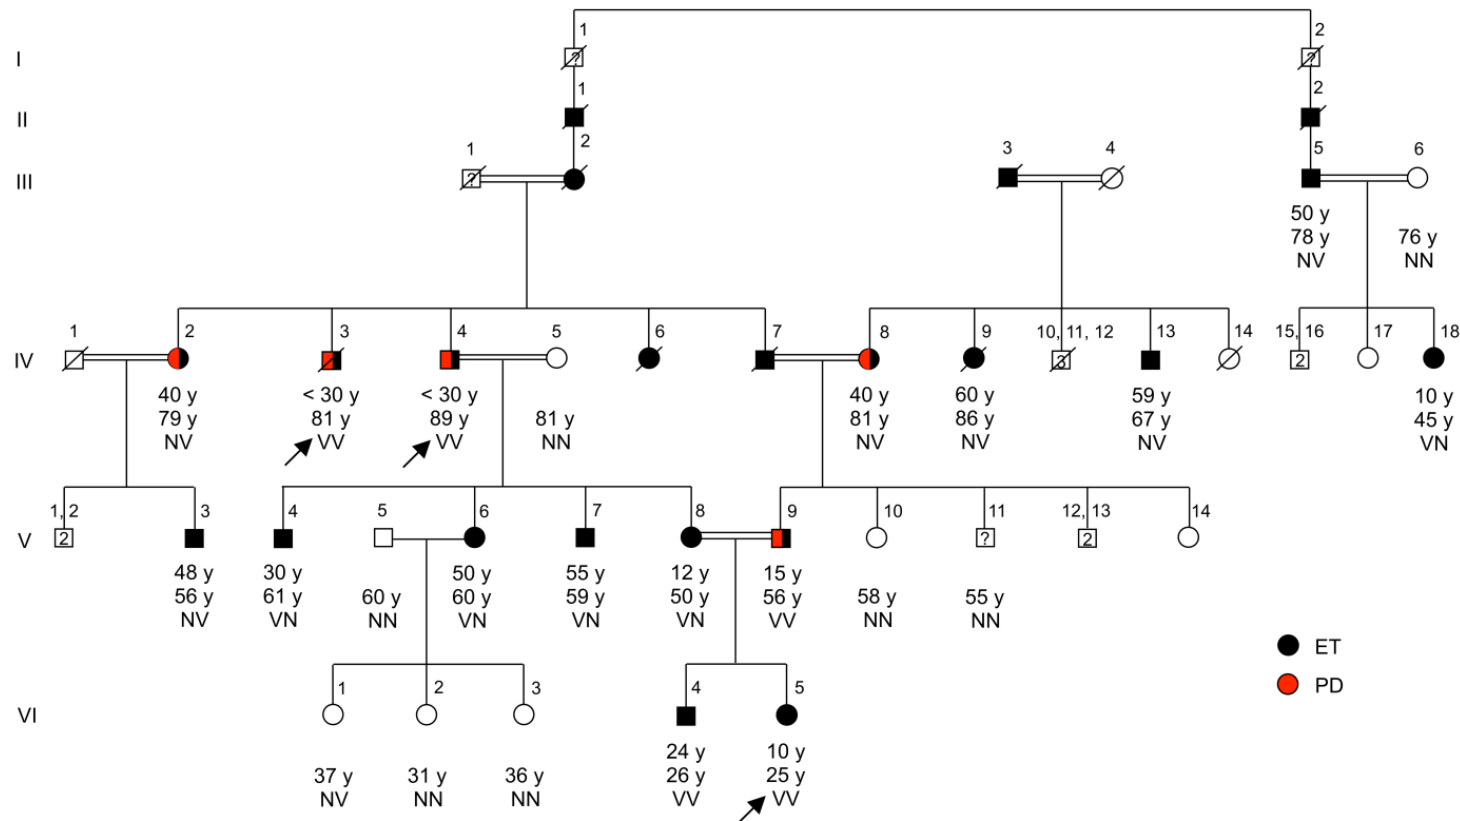 1 2
I ? ?
1 2
II
1 2 3 4 5 6
III ?
50 y
78 y 76 y
NV NN
1 2 3 4 5 6 7 8 9 10, 11, 12 13 14 15, 16 17 18
IV 3 2
40 y < 30 y < 30 y 40 y 60 y 59 y 10 y
79 y 81 y 89 y 81 y 81 y 86 y 67 y 45 y
NV VV VV NN NV NV NV VN
1, 2 3 4 5 6 7 8 9 10 11 12, 13 14
V 2 ? 2
48 y 30 y 50 y 55 y 12 y 15 y
56 y 61 y 60 y 60 y 59 y 50 y 56 y 58 y 55 y
NV VN NN VN VN VN VV NN NN
ET
PD
1 2 3 4 5
VI
24 y 10 y
37 y 31 y 36 y 26 y 25 y
NV NN NN VV VV